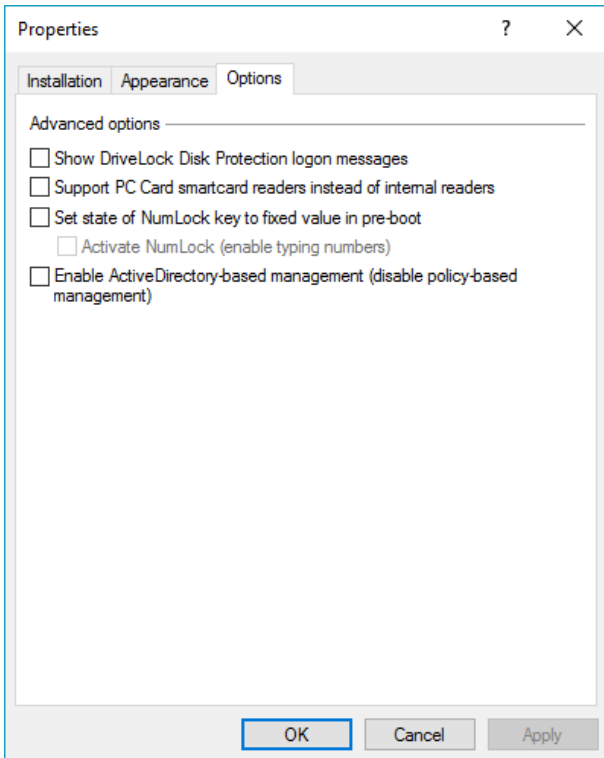 Properties
Installation Appearance Options
Advanced options
Show DriveLock Disk Protection logon messages
Support PC Card smartcard readers instead of internal readers
Set state of NumLock key to fixed value in pre-boot
Activate NumLock (enable typing numbers)
Enable ActiveDirectory-based management (disable policy-based
management)
OK Cancel Apply